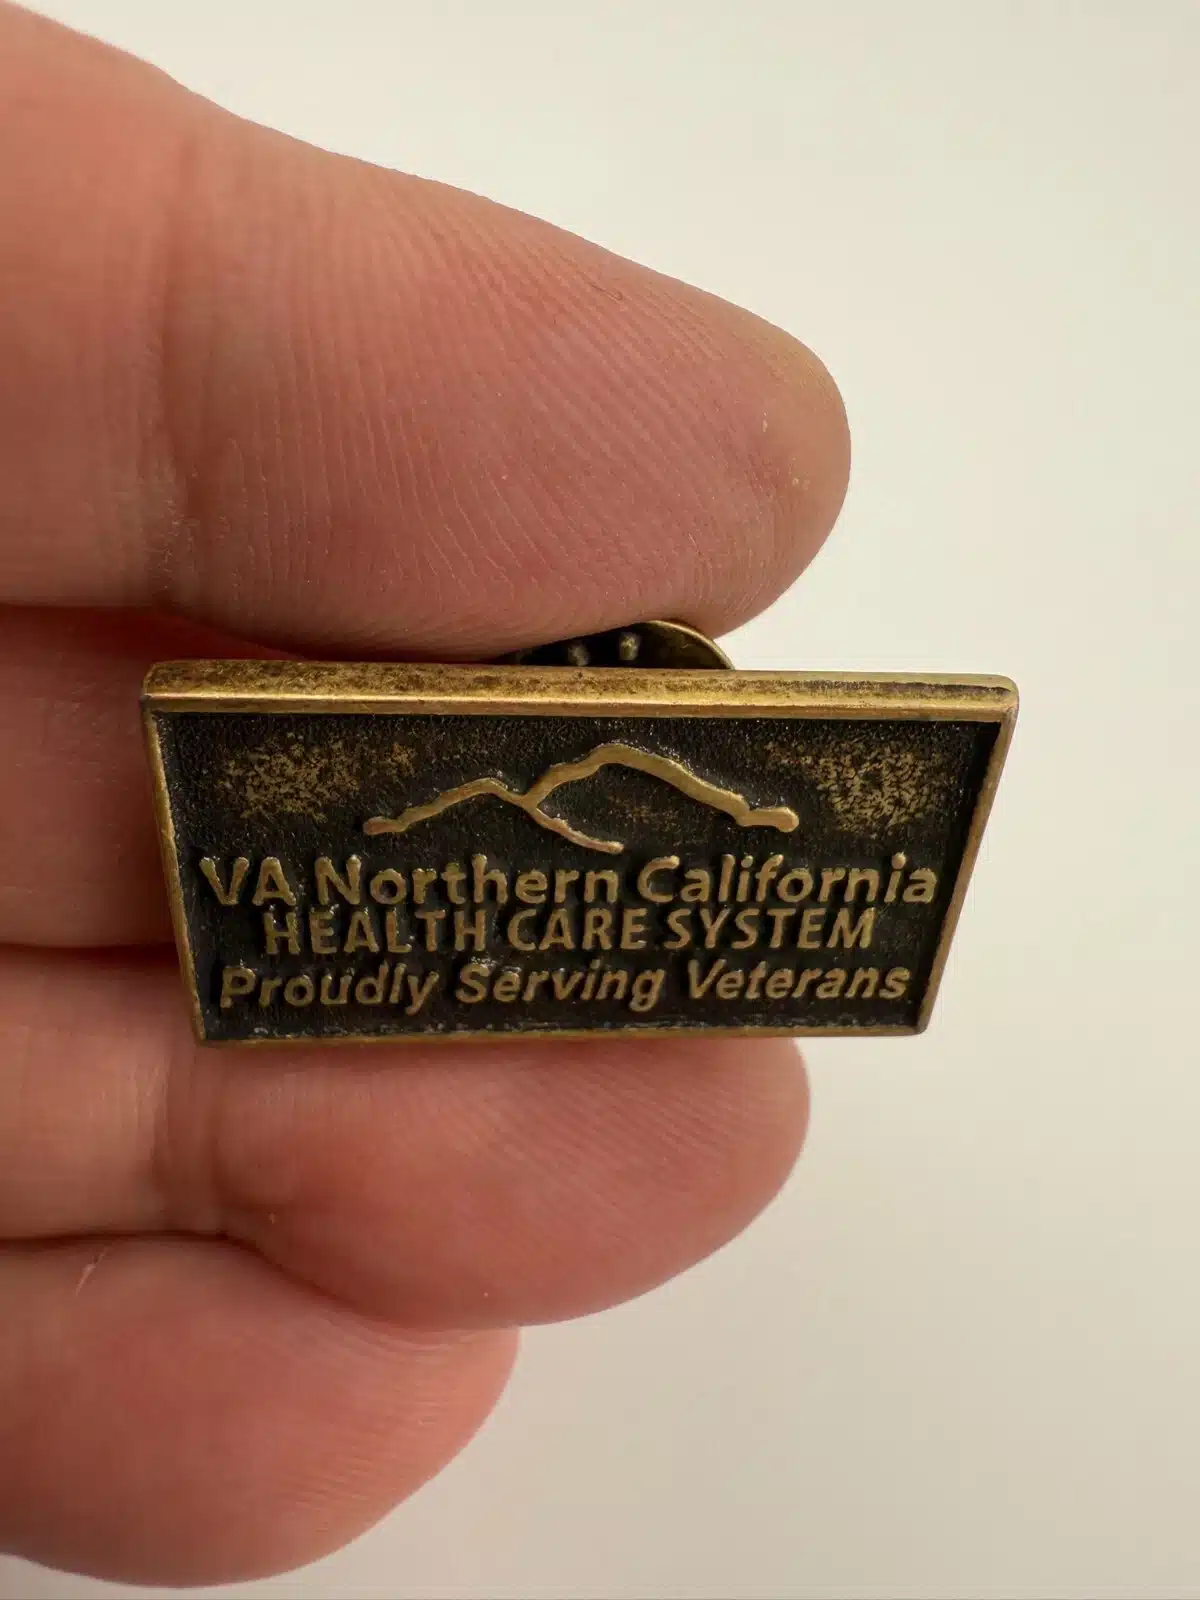 VA Northern California
HEALTH CARE SYSTEM
Proudly Serving Veterans